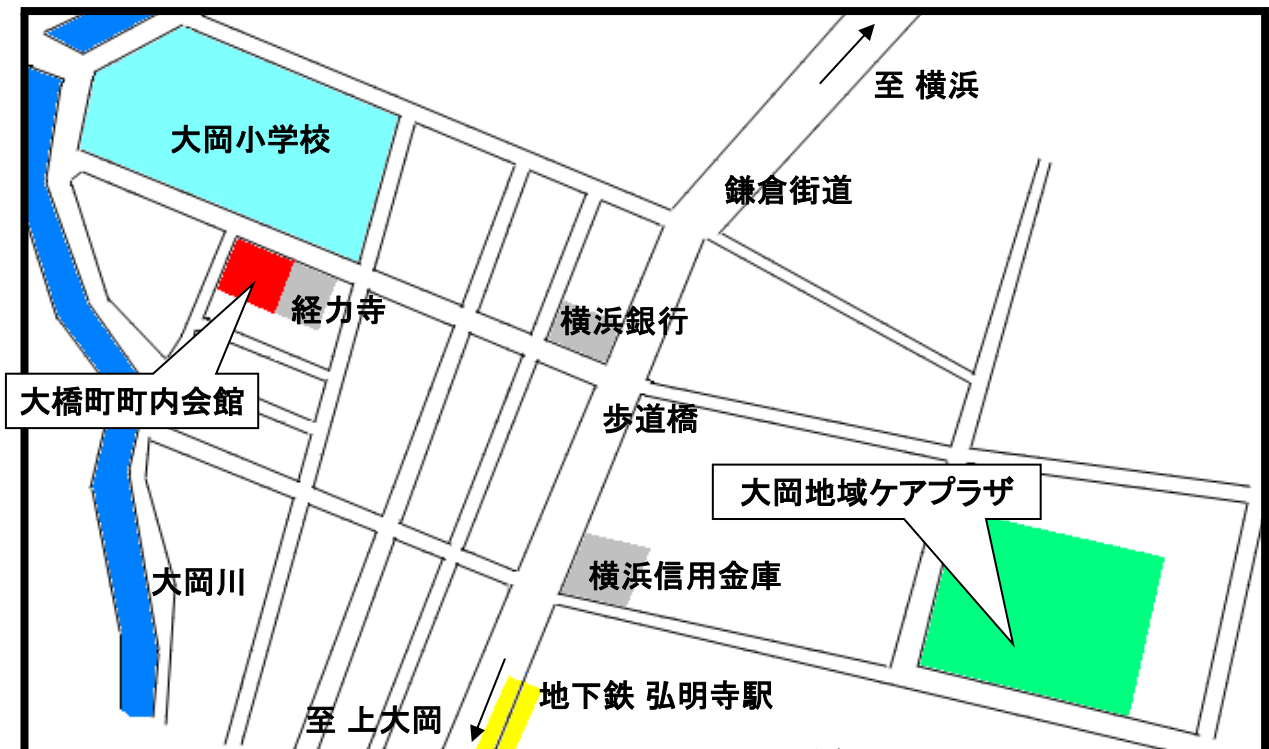 至 横浜
大岡小学校
鎌倉街道
経力寺
横浜銀行
大橋町町内会館
歩道橋
大岡地域ケアプラザ
横浜信用金庫
大岡川
地下鉄 弘明寺駅
至 上大岡